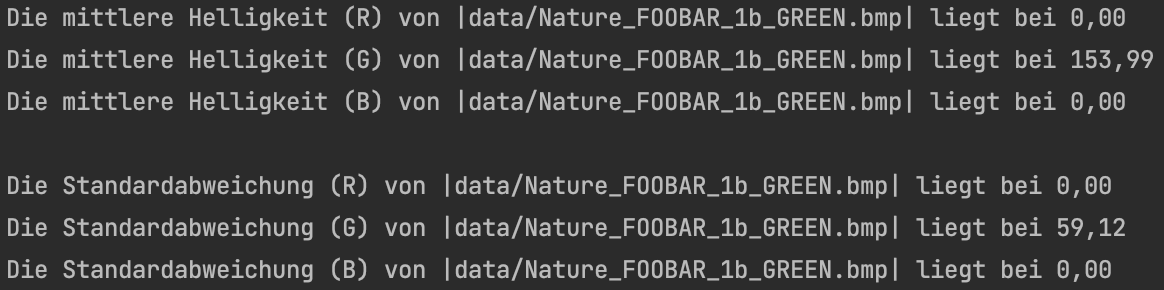 Die mittlere Helligkeit (R) von |data/Nature_FOOBAR_1b_GREEN.bmp| liegt bei 0,00
Die mittlere Helligkeit (G) von |data/Nature_FOOBAR_1b_GREEN.bmp| liegt bei 153,99
Die mittlere Helligkeit (B) von |data/Nature_FOOBAR_1b_GREEN.bmp| liegt bei 0,00
Die Standardabweichung (R) von |data/Nature_FOOBAR_1b_GREEN.bmp| liegt bei 0,00
Die Standardabweichung (G) von |data/Nature_FOOBAR_1b_GREEN.bmp| liegt bei 59,12
Die Standardabweichung (B) von |data/Nature_FOOBAR_1b_GREEN.bmp| liegt bei 0,00